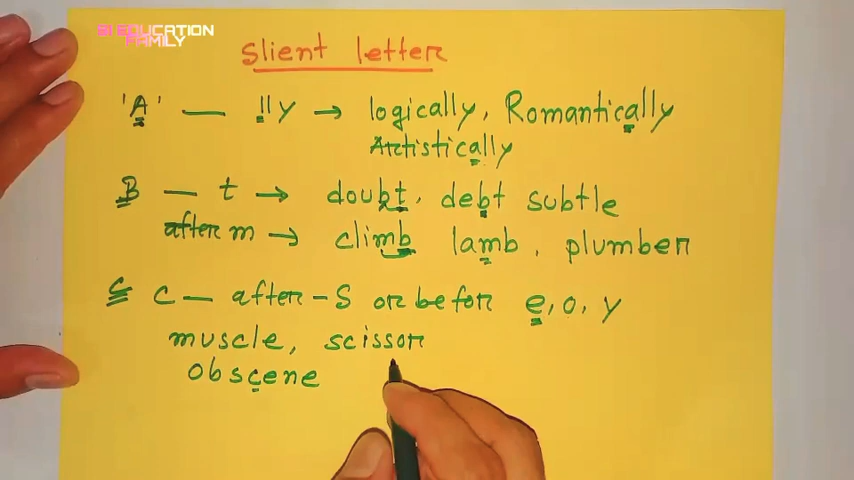 SI EDUCATION
FAMILY
slient letter
'A' — lly → logically, Romantically
Artistically
B — t → doubt, debt subtle
after m → climb lamb, plumber
C c — after - S or befor e, o, y
muscle, scissor
obscene